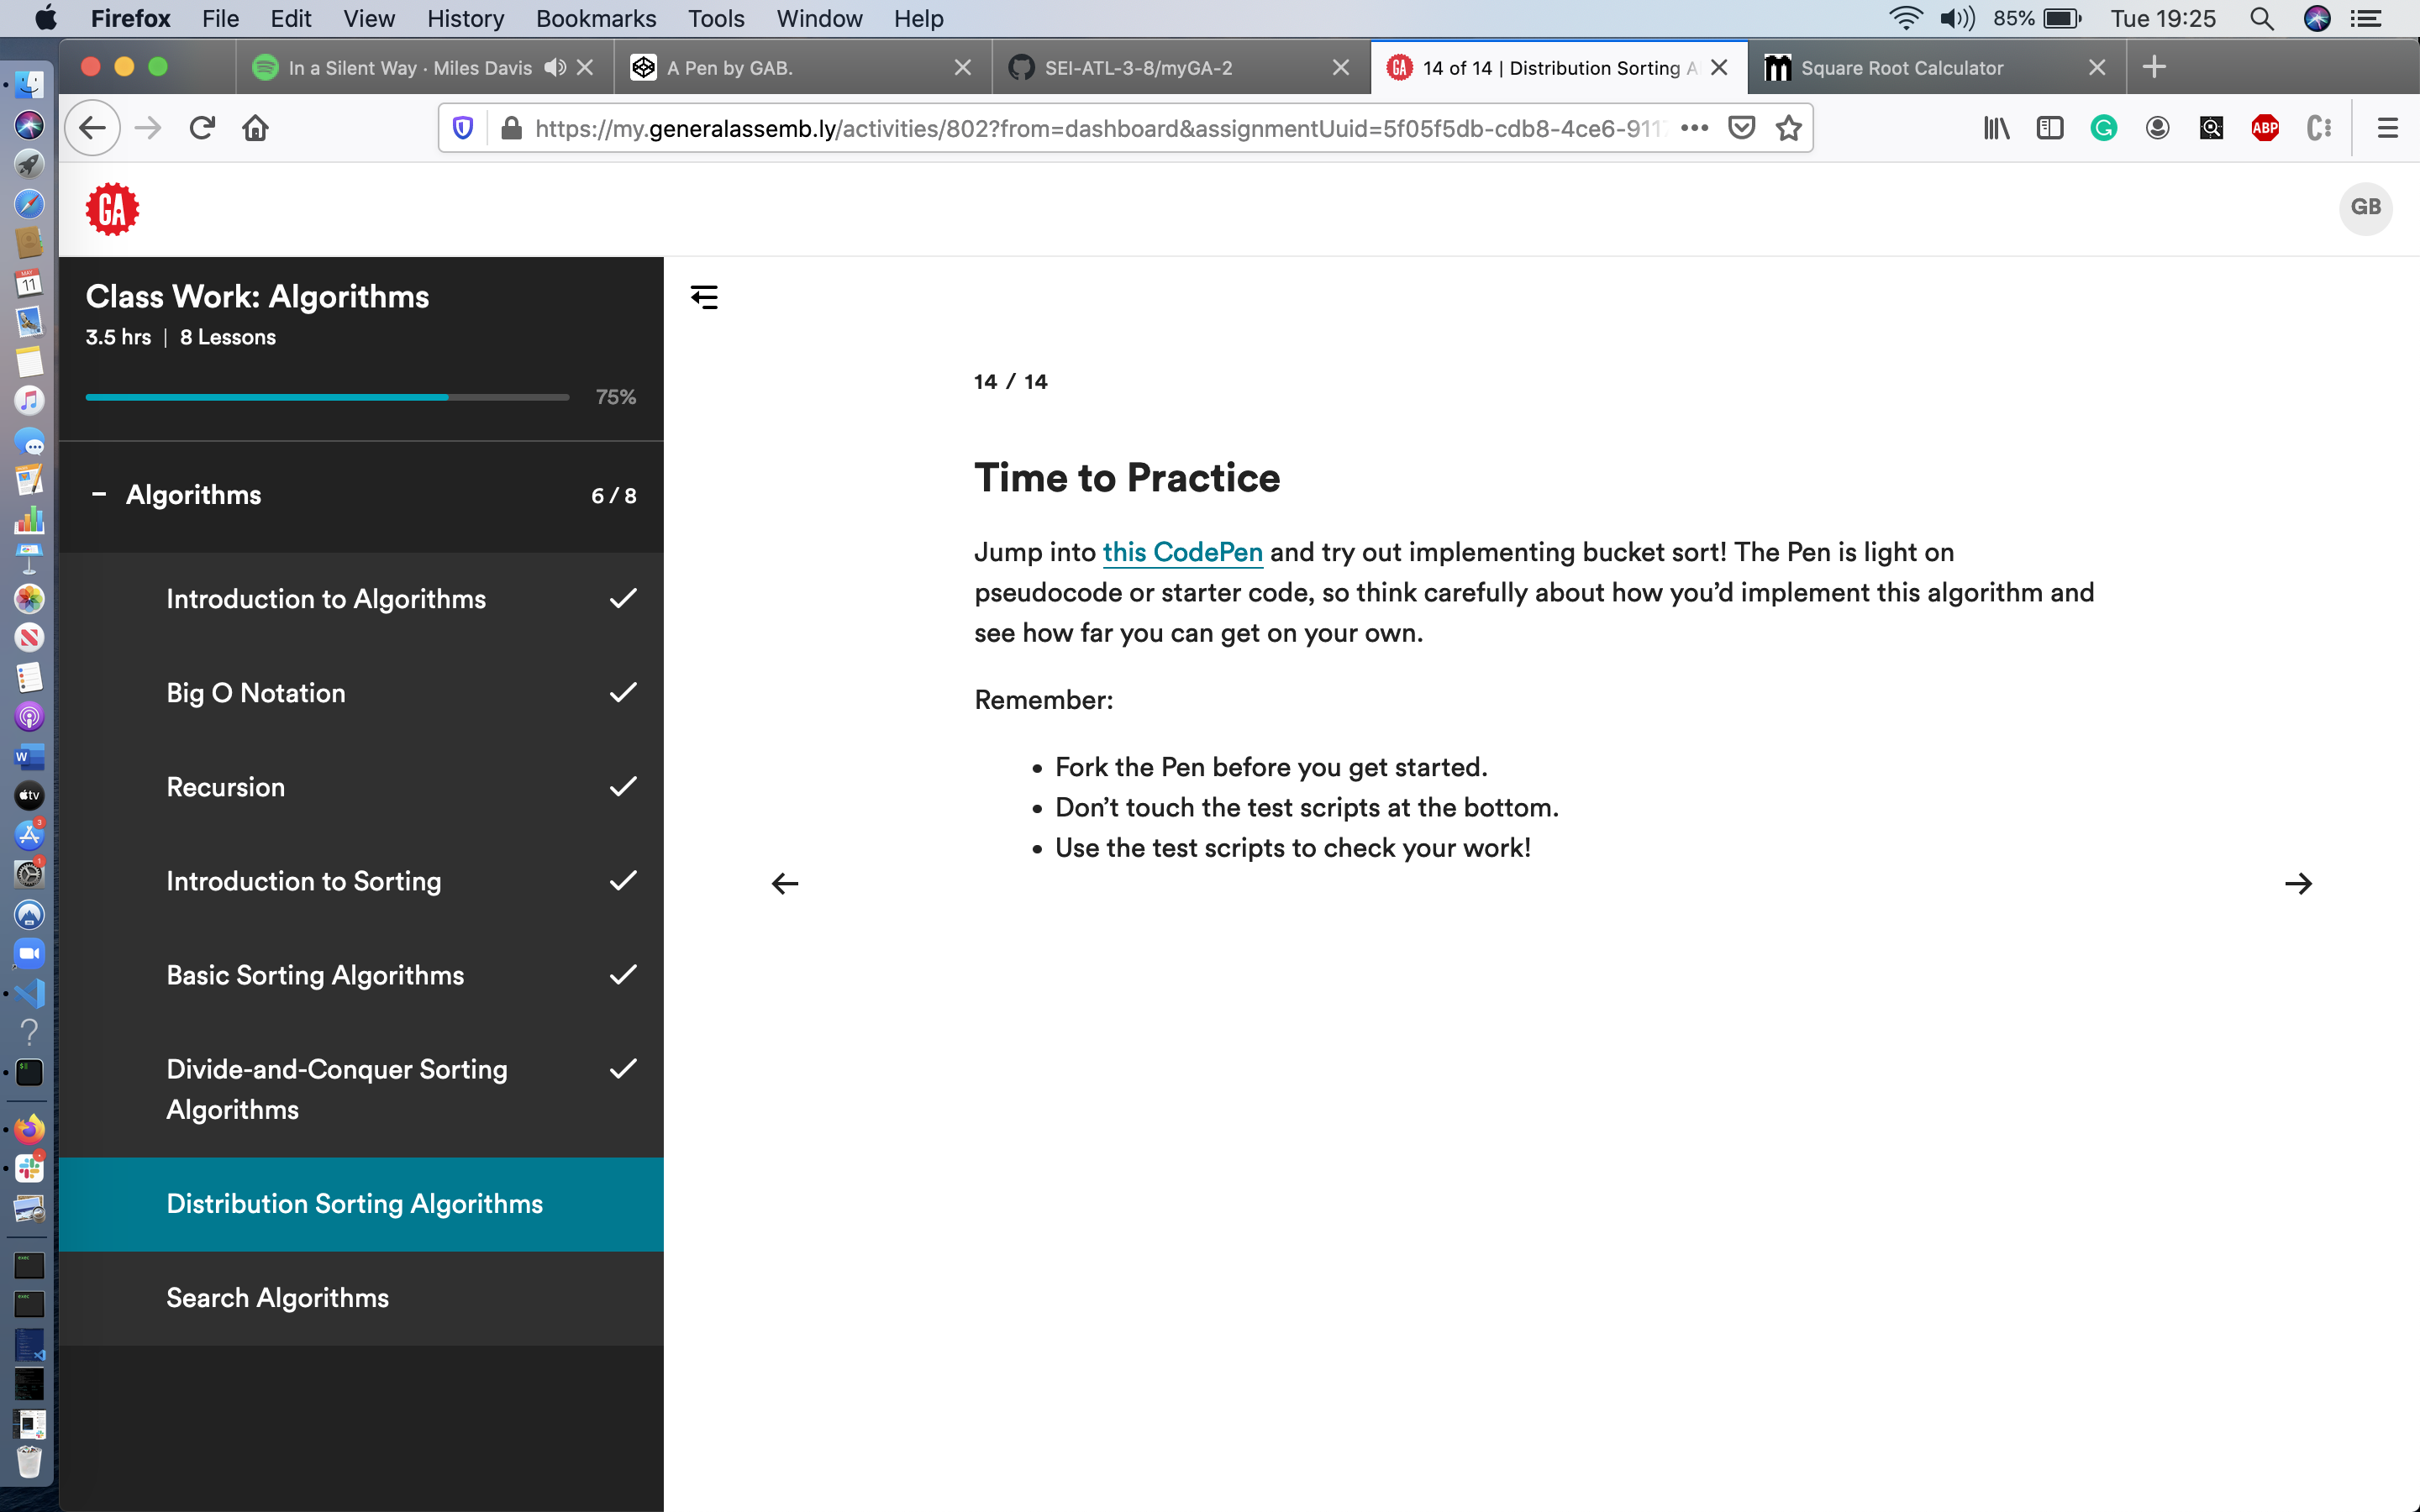 Firefox File Edit View History Bookmarks Tools Window Help 85% Tue 19:25
In a Silent Way · Miles Davis
A Pen by GAB.
SEI-ATL-3-8/myGA-2
14 of 14 | Distribution Sorting A
Square Root Calculator
https://my.generalassemb.ly/activities/802?from=dashboard&assignmentUuid=5f05f5db-cdb8-4ce6-911
ABP
GA
GB
Class Work: Algorithms
3.5 hrs | 8 Lessons
75%
− Algorithms 6 / 8
Introduction to Algorithms
Big O Notation
Recursion
Introduction to Sorting
Basic Sorting Algorithms
Divide-and-Conquer Sorting
Algorithms
Distribution Sorting Algorithms
Search Algorithms
14 / 14
Time to Practice
Jump into this CodePen and try out implementing bucket sort! The Pen is light on
pseudocode or starter code, so think carefully about how you’d implement this algorithm and
see how far you can get on your own.
Remember:
• Fork the Pen before you get started.
• Don’t touch the test scripts at the bottom.
• Use the test scripts to check your work!
MAY
11
W
tv
3
1